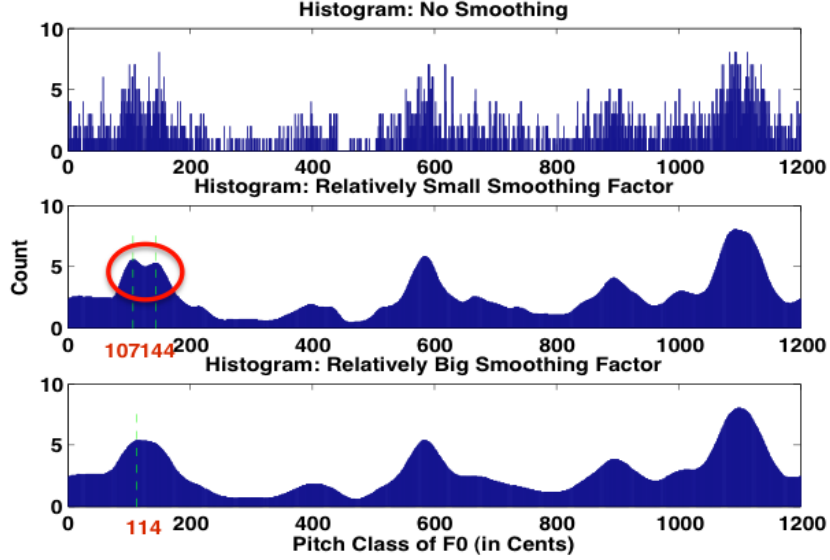 Histogram: No Smoothing
10
5
0
0 200 400 600 800 1000 1200
Histogram: Relatively Small Smoothing Factor
10
5
0
0 107 144 200 400 600 800 1000 1200
Count
Histogram: Relatively Big Smoothing Factor
10
5
0
0 114 200 400 600 800 1000 1200
Pitch Class of F0 (in Cents)